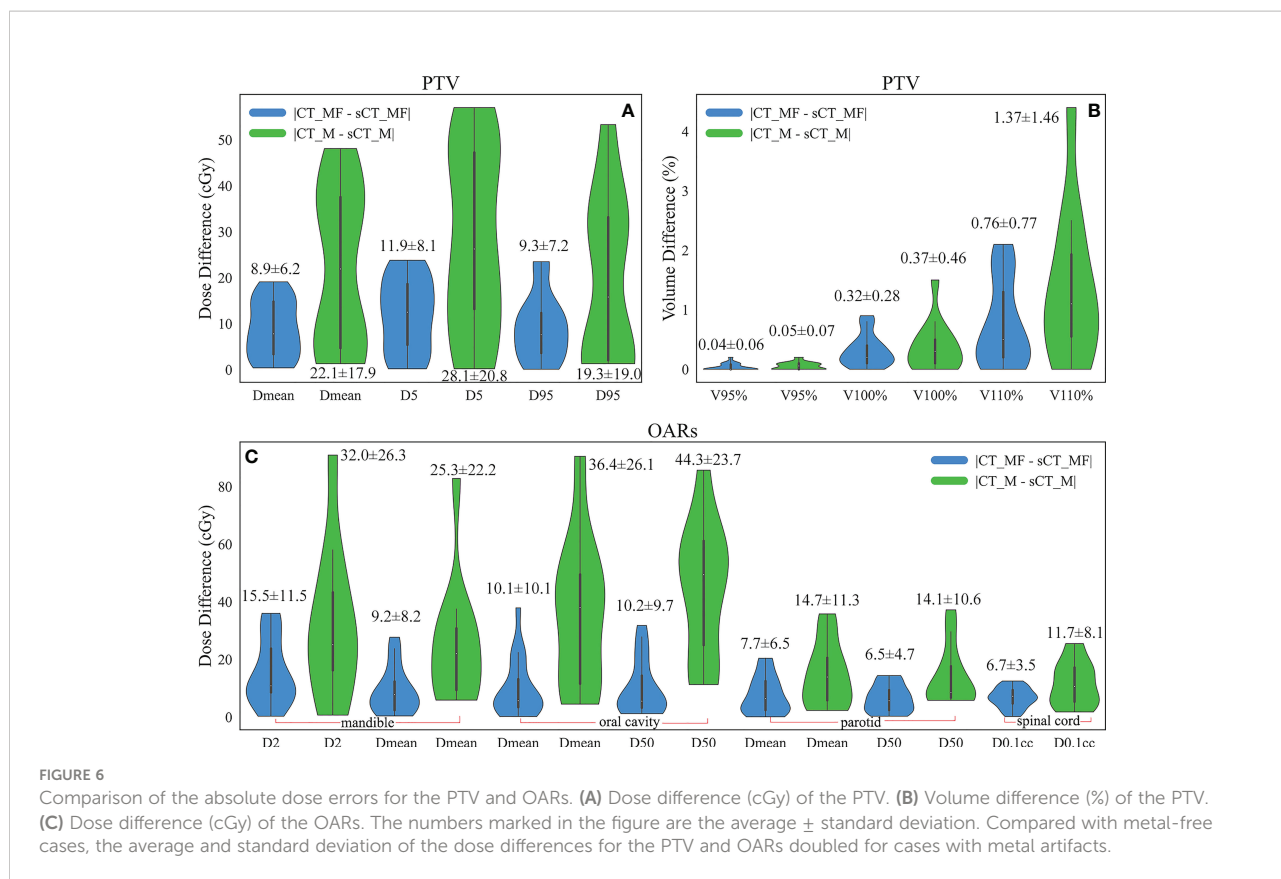 PTV
|CT_MF - sCT_MF|
|CT_M - sCT_M|
A
Dose Difference (cGy)
50
40
30
20
10
0
8.9±6.2
22.1±17.9
11.9±8.1
28.1±20.8
9.3±7.2
19.3±19.0
Dmean Dmean D5 D5 D95 D95
PTV
|CT_MF - sCT_MF|
|CT_M - sCT_M|
B
Volume Difference (%)
4
3
2
1
0
0.04±0.06
0.05±0.07
0.32±0.28
0.37±0.46
0.76±0.77
1.37±1.46
V95% V95% V100% V100% V110% V110%
OARs
C
|CT_MF - sCT_MF|
|CT_M - sCT_M|
Dose Difference (cGy)
80
60
40
20
0
15.5±11.5
32.0±26.3
9.2±8.2
25.3±22.2
10.1±10.1
36.4±26.1
10.2±9.7
44.3±23.7
7.7±6.5
14.7±11.3
6.5±4.7
14.1±10.6
6.7±3.5
11.7±8.1
mandible oral cavity parotid spinal cord
D2 D2 Dmean Dmean Dmean Dmean D50 D50 Dmean Dmean D50 D50 D0.1cc D0.1cc
FIGURE 6
Comparison of the absolute dose errors for the PTV and OARs. (A) Dose difference (cGy) of the PTV. (B) Volume difference (%) of the PTV.
(C) Dose difference (cGy) of the OARs. The numbers marked in the figure are the average ± standard deviation. Compared with metal-free
cases, the average and standard deviation of the dose differences for the PTV and OARs doubled for cases with metal artifacts.